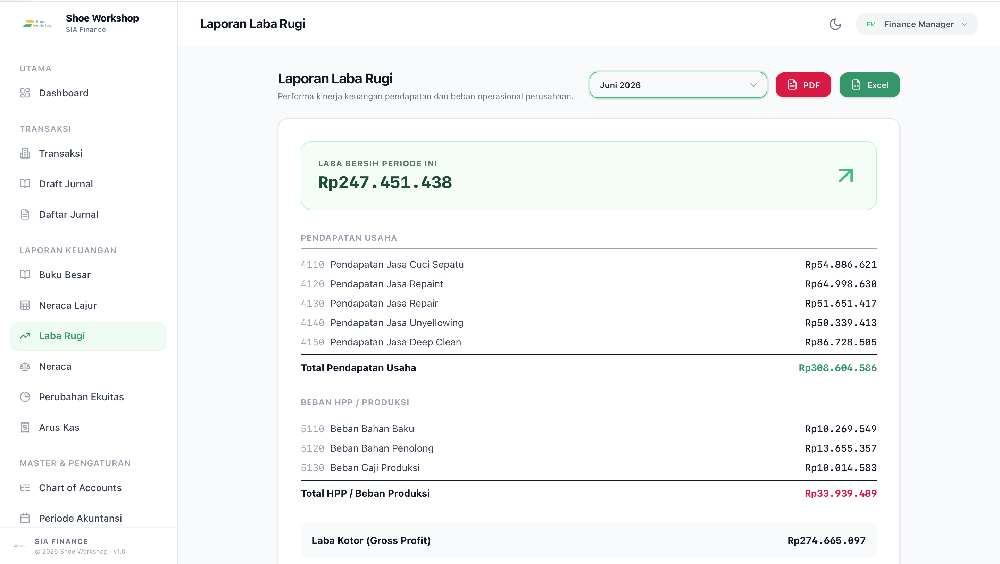 Shoe
Workshop
Shoe Workshop
SIA Finance
Laporan Laba Rugi
FM
Finance Manager
UTAMA
Dashboard
TRANSAKSI
Transaksi
Draft Jurnal
Daftar Jurnal
LAPORAN KEUANGAN
Buku Besar
Neraca Lajur
Laba Rugi
Neraca
Perubahan Ekuitas
Arus Kas
MASTER & PENGATURAN
Chart of Accounts
Periode Akuntansi
SIA FINANCE
© 2026 Shoe Workshop · v1.0
Laporan Laba Rugi
Performa kinerja keuangan pendapatan dan beban operasional perusahaan.
Juni 2026
PDF
Excel
LABA BERSIH PERIODE INI
Rp247.451.438
PENDAPATAN USAHA
4110 Pendapatan Jasa Cuci Sepatu Rp54.886.621
4120 Pendapatan Jasa Repaint Rp64.998.630
4130 Pendapatan Jasa Repair Rp51.651.417
4140 Pendapatan Jasa Unyellowing Rp50.339.413
4150 Pendapatan Jasa Deep Clean Rp86.728.505
Total Pendapatan Usaha Rp308.604.586
BEBAN HPP / PRODUKSI
5110 Beban Bahan Baku Rp10.269.549
5120 Beban Bahan Penolong Rp13.655.357
5130 Beban Gaji Produksi Rp10.014.583
Total HPP / Beban Produksi Rp33.939.489
Laba Kotor (Gross Profit) Rp274.665.097